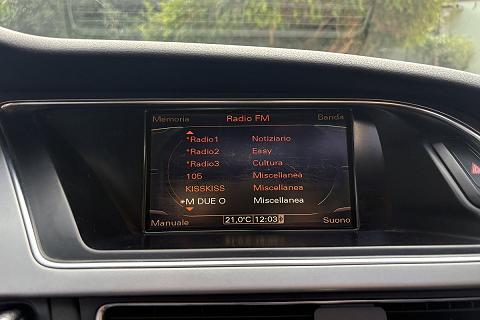 Memoria Radio FM Banda
*Radio1 Notiziario
*Radio2 Easy
*Radio3 Cultura
105 Miscellanea
KISSKISS Miscellanea
*M DUE O Miscellanea
Manuale 21,0°C 12:03 Suono